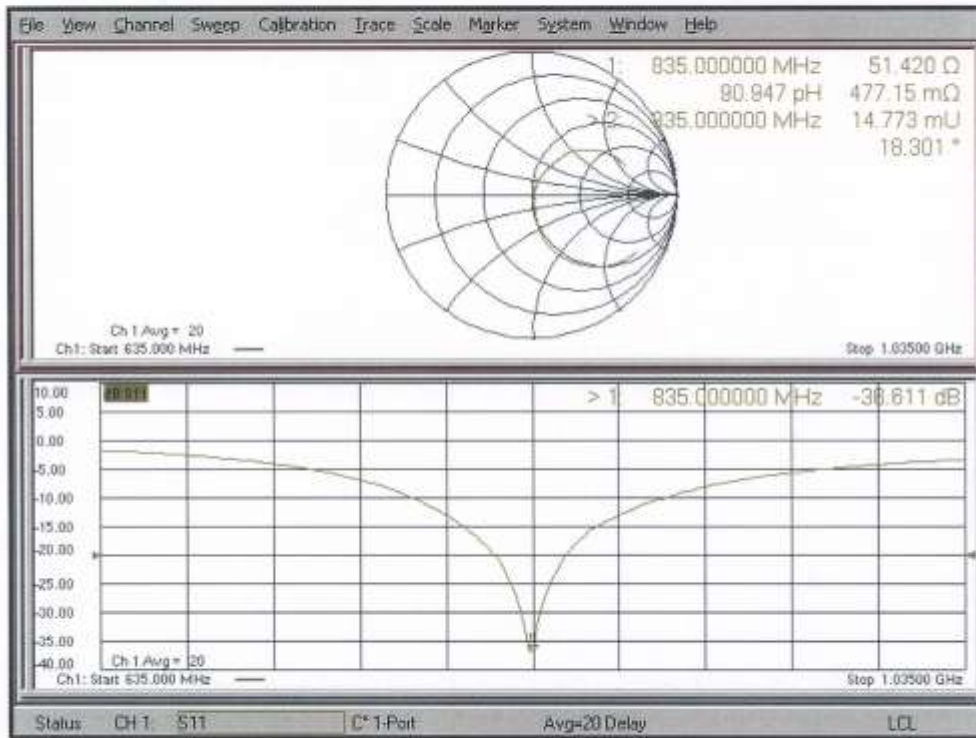 File View Channel Sweep Calibration Trace Scale Marker System Window Help
1: 835.000000 MHz 51.420 Ω
90.947 pH 477.15 mΩ
> 2: 835.000000 MHz 14.773 mU
18.301 °
Ch 1 Avg = 20
Ch1: Start 635.000 MHz
Stop 1.03500 GHz
10.00
> 1: 835.000000 MHz -36.611 dB
5.00
0.00
-5.00
-10.00
-15.00
-20.00
-25.00
-30.00
-35.00
-40.00
Ch 1 Avg = 20
Ch1: Start 635.000 MHz
Stop 1.03500 GHz
Status CH 1: S11 C* 1-Port Avg=20 Delay LCL